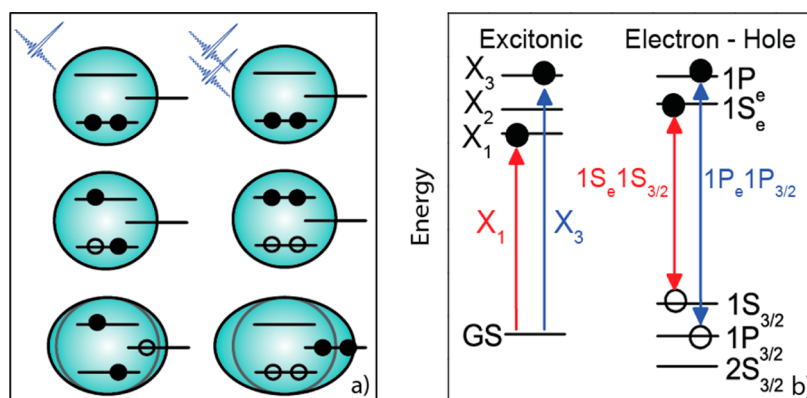 a)
Energy
Excitonic
X3
X2
X1
X1
X3
GS
Electron - Hole
1Pe
1Se
1Se1S3/2
1Pe1P3/2
1S3/2
1P3/2
2S3/2
b)